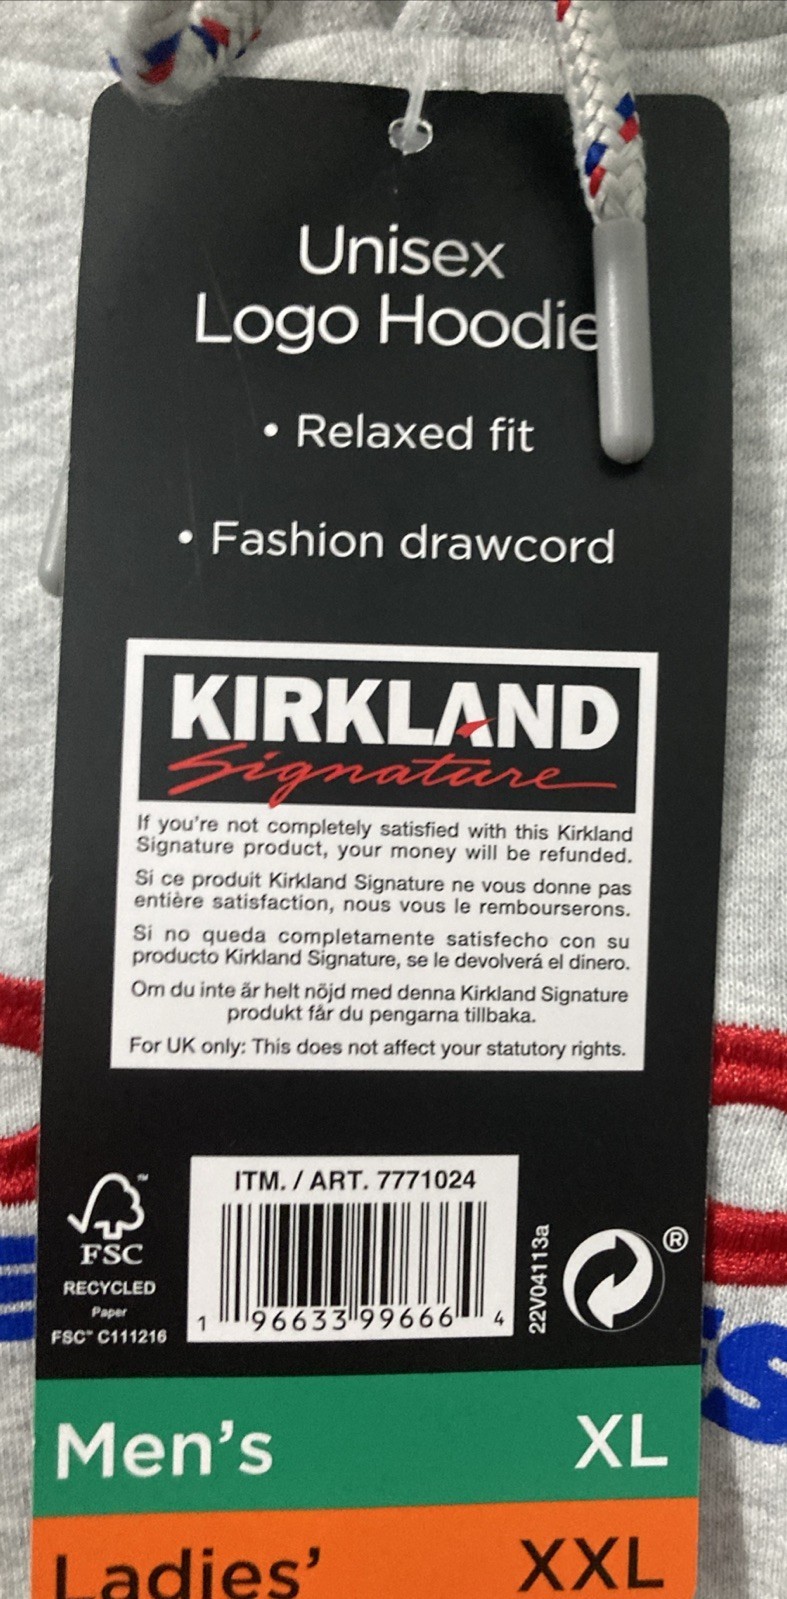 Unisex
Logo Hoodie
• Relaxed fit
• Fashion drawcord
KIRKLAND
Signature
If you're not completely satisfied with this Kirkland
Signature product, your money will be refunded.
Si ce produit Kirkland Signature ne vous donne pas
entière satisfaction, nous vous le rembourserons.
Si no queda completamente satisfecho con su
producto Kirkland Signature, se le devolverá el dinero.
Om du inte är helt nöjd med denna Kirkland Signature
produkt får du pengarna tillbaka.
For UK only: This does not affect your statutory rights.
ITM. / ART. 7771024
1 96633 99666 4
™
FSC
RECYCLED
Paper
FSC™ C111216
22V04113a
®
Men's XL
Ladies' XXL
's